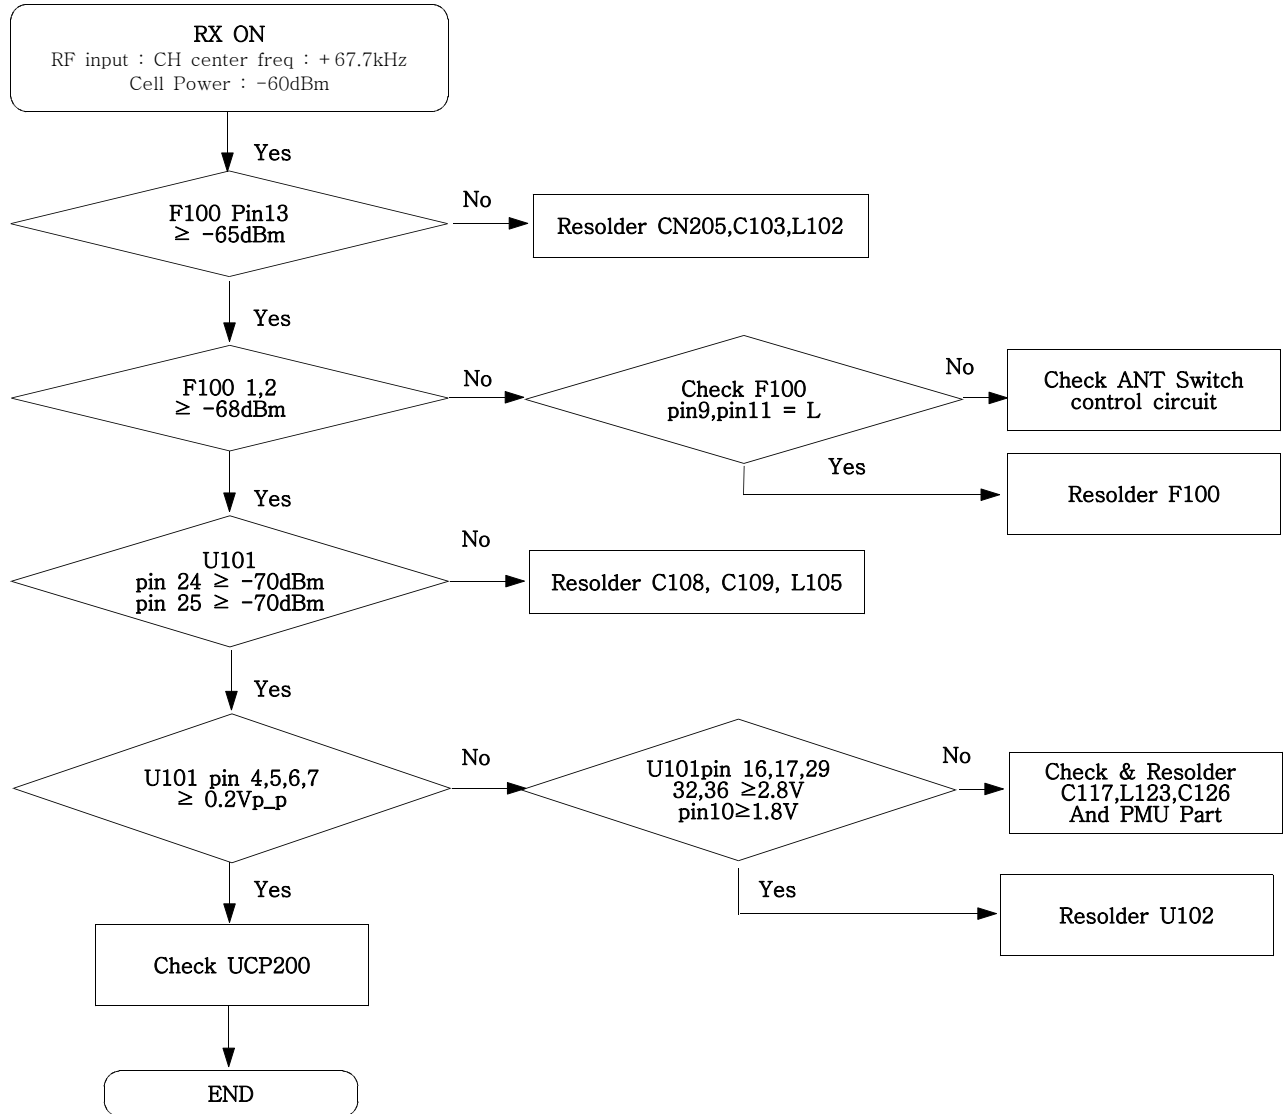 RX ON
RF input : CH center freq : +67.7kHz
Cell Power : -60dBm
Yes
F100 Pin13
≥ -65dBm
No
Resolder CN205,C103,L102
Yes
F100 1,2
≥ -68dBm
No
Check F100
pin9,pin11 = L
No
Check ANT Switch
control circuit
Yes
Resolder F100
Yes
U101
pin 24 ≥ -70dBm
pin 25 ≥ -70dBm
No
Resolder C108, C109, L105
Yes
U101 pin 4,5,6,7
≥ 0.2Vp_p
No
U101pin 16,17,29
32,36 ≥2.8V
pin10≥1.8V
No
Check & Resolder
C117,L123,C126
And PMU Part
Yes
Resolder U102
Yes
Check UCP200
END